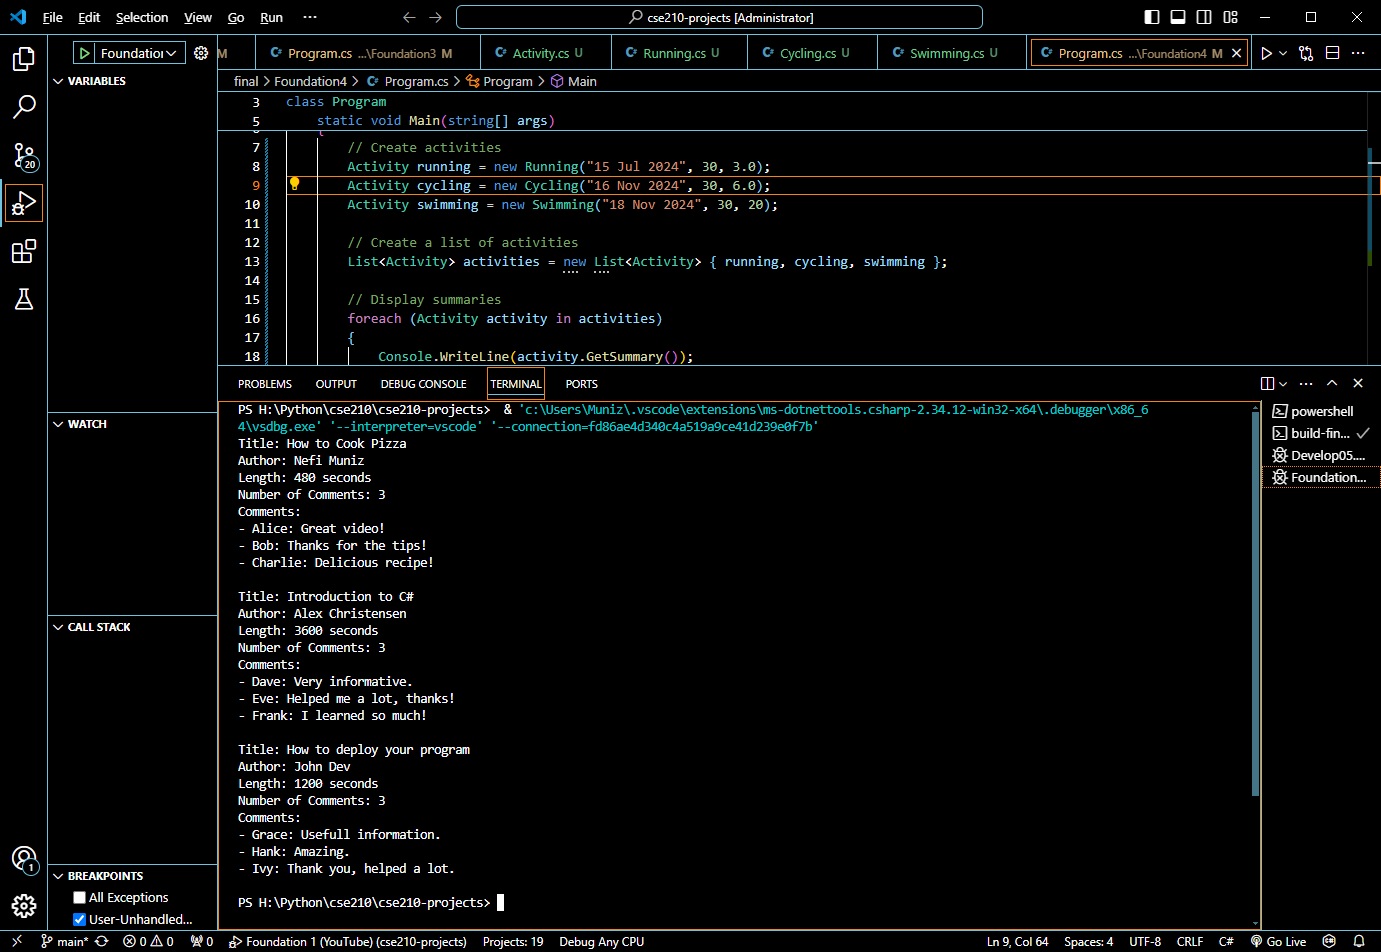 File Edit Selection View Go Run ··· cse210-projects [Administrator]
Foundation M Program.cs ...\Foundation3 M Activity.cs U Running.cs U Cycling.cs U Swimming.cs U Program.cs ...\Foundation4 M
VARIABLES
final > Foundation4 > Program.cs > Program > Main
3 class Program
5 static void Main(string[] args)
7 // Create activities
8 Activity running = new Running("15 Jul 2024", 30, 3.0);
9 Activity cycling = new Cycling("16 Nov 2024", 30, 6.0);
10 Activity swimming = new Swimming("18 Nov 2024", 30, 20);
11
12 // Create a list of activities
13 List<Activity> activities = new List<Activity> { running, cycling, swimming };
14
15 // Display summaries
16 foreach (Activity activity in activities)
17 {
18 Console.WriteLine(activity.GetSummary());
PROBLEMS OUTPUT DEBUG CONSOLE TERMINAL PORTS
PS H:\Python\cse210\cse210-projects> & 'c:\Users\Muniz\.vscode\extensions\ms-dotnettools.csharp-2.34.12-win32-x64\.debugger\x86_6
4\vsdbg.exe' '--interpreter=vscode' '--connection=fd86ae4d340c4a519a9ce41d239e0f7b'
Title: How to Cook Pizza
Author: Nefi Muniz
Length: 480 seconds
Number of Comments: 3
Comments:
- Alice: Great video!
- Bob: Thanks for the tips!
- Charlie: Delicious recipe!
Title: Introduction to C#
Author: Alex Christensen
Length: 3600 seconds
Number of Comments: 3
Comments:
- Dave: Very informative.
- Eve: Helped me a lot, thanks!
- Frank: I learned so much!
Title: How to deploy your program
Author: John Dev
Length: 1200 seconds
Number of Comments: 3
Comments:
- Grace: Usefull information.
- Hank: Amazing.
- Ivy: Thank you, helped a lot.
PS H:\Python\cse210\cse210-projects>
powershell
build-fin...
Develop05....
Foundation...
WATCH
CALL STACK
BREAKPOINTS
All Exceptions
User-Unhandled...
20
1
main* 0 0 0 Foundation 1 (YouTube) (cse210-projects) Projects: 19 Debug Any CPU Ln 9, Col 64 Spaces: 4 UTF-8 CRLF C# Go Live